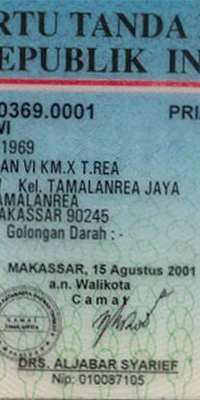 RTU TANDA
EPUBLIK IN
0369.0001 PRI
WI
1969
AN VI KM.X T.REA
Kel. TAMALANREA JAYA
AMALANREA
AKASSAR 90245
Golongan Darah : -
MAKASSAR, 15 Agustus 2001
a.n. Walikota
Camat
DRS. ALJABAR SYARIEF
Nip: 010087105